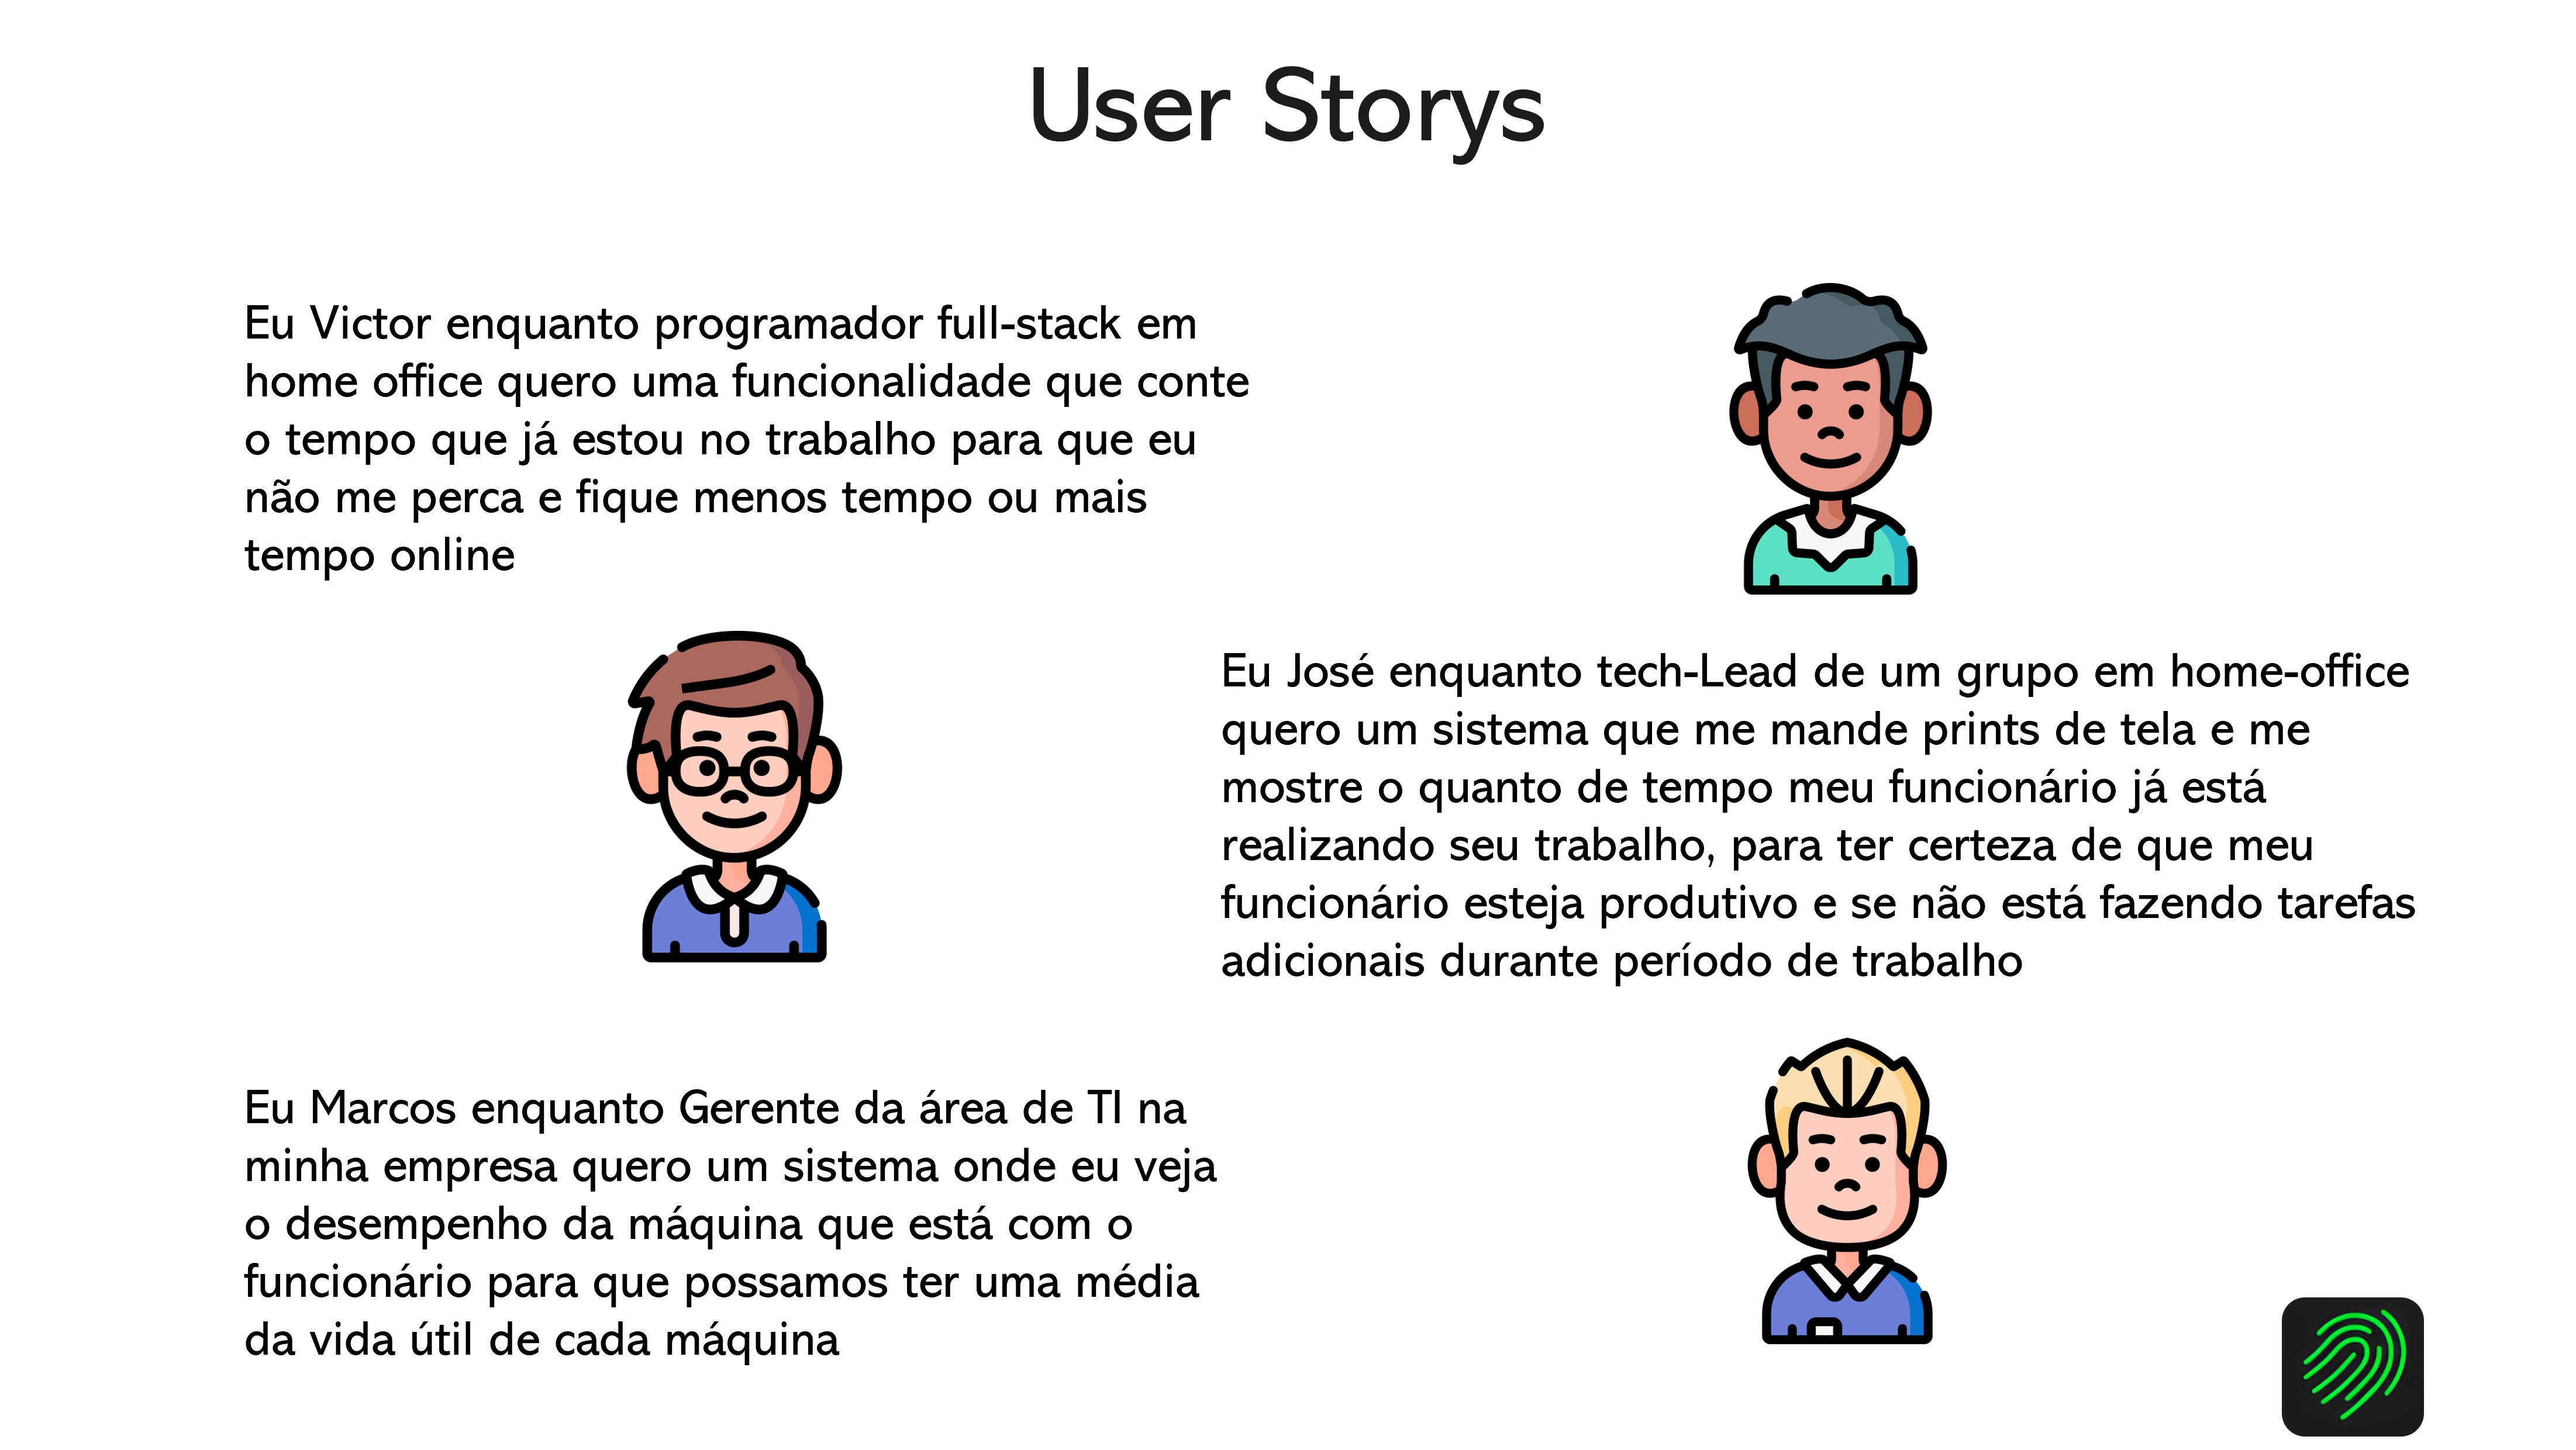 User Storys
Eu Victor enquanto programador full-stack em
home office quero uma funcionalidade que conte
o tempo que já estou no trabalho para que eu
não me perca e fique menos tempo ou mais
tempo online
Eu José enquanto tech-Lead de um grupo em home-office
quero um sistema que me mande prints de tela e me
mostre o quanto de tempo meu funcionário já está
realizando seu trabalho, para ter certeza de que meu
funcionário esteja produtivo e se não está fazendo tarefas
adicionais durante período de trabalho
Eu Marcos enquanto Gerente da área de TI na
minha empresa quero um sistema onde eu veja
o desempenho da máquina que está com o
funcionário para que possamos ter uma média
da vida útil de cada máquina